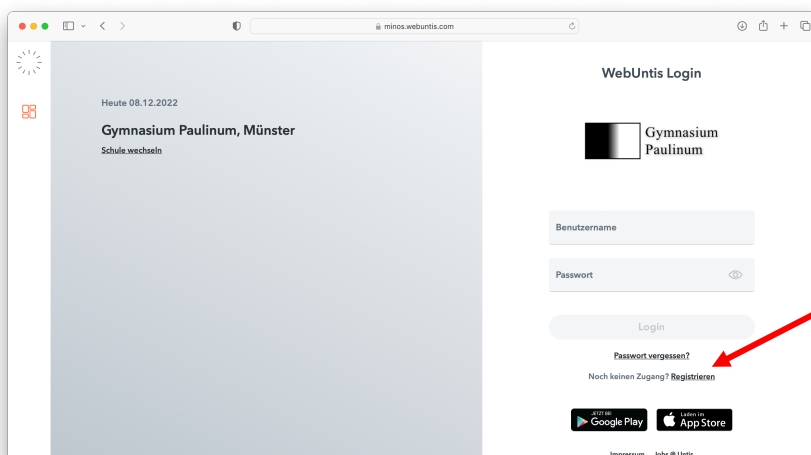 minos.webuntis.com
Heute 08.12.2022
Gymnasium Paulinum, Münster
Schule wechseln
WebUntis Login
Gymnasium
Paulinum
Benutzername
Passwort
Login
Passwort vergessen?
Noch keinen Zugang? Registrieren
JETZT BEI
Google Play
Laden im
App Store
Impressum Jobs @ Untis